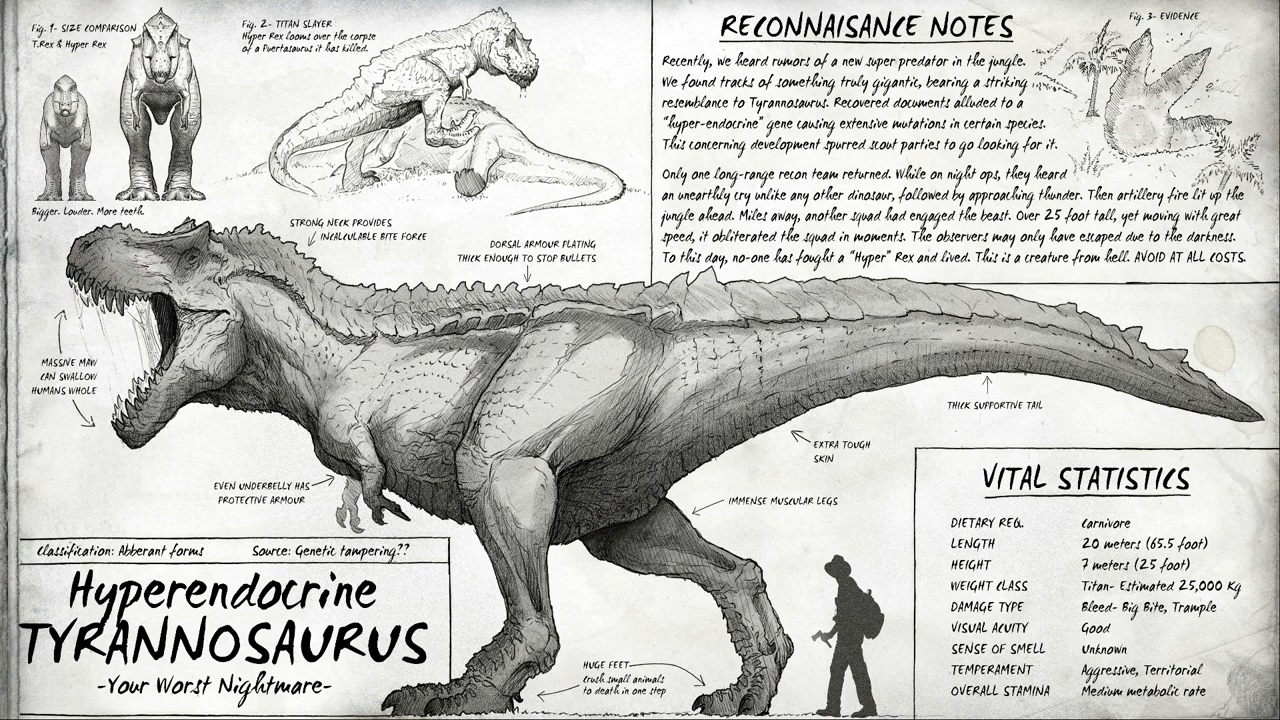 Fig. 1- SIZE COMPARISON
T.Rex & Hyper Rex
Bigger. Louder. More teeth.
Fig. 2- TITAN SLAYER
Hyper Rex looms over the corpse
of a Puertasaurus it has killed.
RECONNAISANCE NOTES
Fig. 3- EVIDENCE
Recently, we heard rumors of a new super predator in the jungle.
We found tracks of something truly gigantic, bearing a striking
resemblance to Tyrannosaurus. Recovered documents alluded to a
"hyper-endocrine" gene causing extensive mutations in certain species.
This concerning development spurred scout parties to go looking for it.
Only one long-range recon team returned. While on night ops, they heard
an unearthly cry unlike any other dinosaur, followed by approaching thunder. Then artillery fire lit up the
jungle ahead. Miles away, another squad had engaged the beast. Over 25 foot tall, yet moving with great
speed, it obliterated the squad in moments. The observers may only have escaped due to the darkness.
To this day, no-one has fought a "Hyper" Rex and lived. This is a creature from hell. AVOID AT ALL COSTS.
STRONG NECK PROVIDES
INCALCULABLE BITE FORCE
DORSAL ARMOUR PLATING
THICK ENOUGH TO STOP BULLETS
MASSIVE MAW
CAN SWALLOW
HUMANS WHOLE
THICK SUPPORTIVE TAIL
EXTRA TOUGH
SKIN
EVEN UNDERBELLY HAS
PROTECTIVE ARMOUR
IMMENSE MUSCULAR LEGS
HUGE FEET
Crush small animals
to death in one step
Classification: Abberant forms
Source: Genetic tampering??
Hyperendocrine
TYRANNOSAURUS
-Your Worst Nightmare-
VITAL STATISTICS
DIETARY REQ. Carnivore
LENGTH 20 meters (65.5 foot)
HEIGHT 7 meters (25 foot)
WEIGHT CLASS Titan- Estimated 25,000 Kg
DAMAGE TYPE Bleed- Big Bite, Trample
VISUAL ACUITY Good
SENSE OF SMELL Unknown
TEMPERAMENT Aggressive, Territorial
OVERALL STAMINA Medium metabolic rate